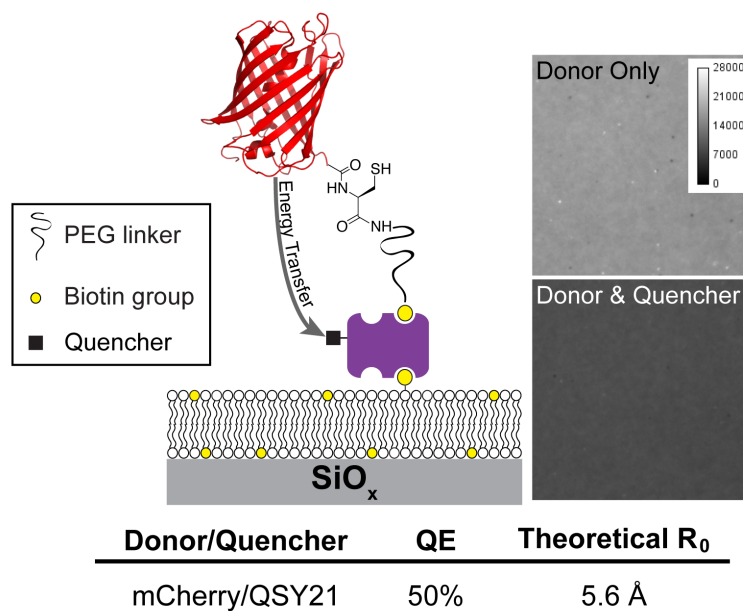 Donor Only
28000
21000
14000
7000
0
O
SH
HN
O
NH
Energy Transfer
PEG linker
Biotin group
Quencher
Donor & Quencher
SiOx
Donor/Quencher QE Theoretical R0
mCherry/QSY21 50% 5.6 Å